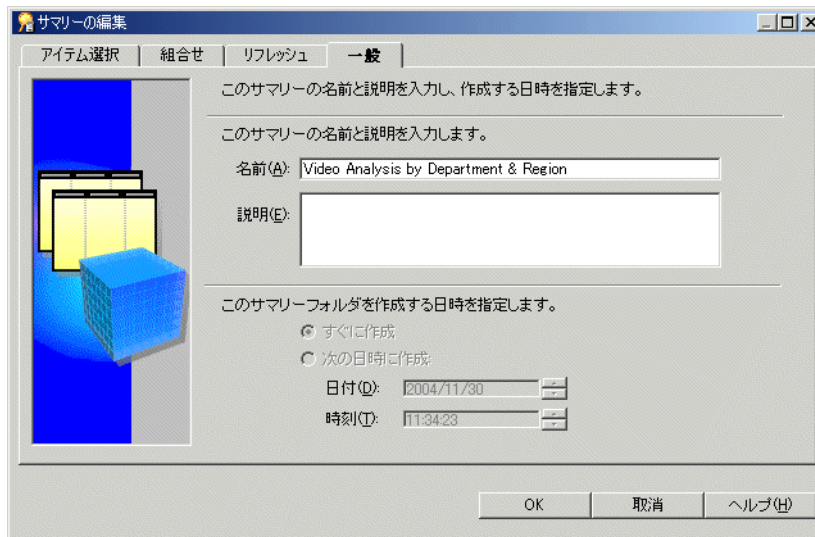 サマリーの編集
アイテム選択 組合せ リフレッシュ 一般
このサマリーの名前と説明を入力し、作成する日時を指定します。
このサマリーの名前と説明を入力します。
名前(A): Video Analysis by Department & Region
説明(E):
このサマリーフォルダを作成する日時を指定します。
すぐに作成
次の日時に作成:
日付(D): 2004/11/30
時刻(T): 11:34:23
OK 取消 ヘルプ(H)